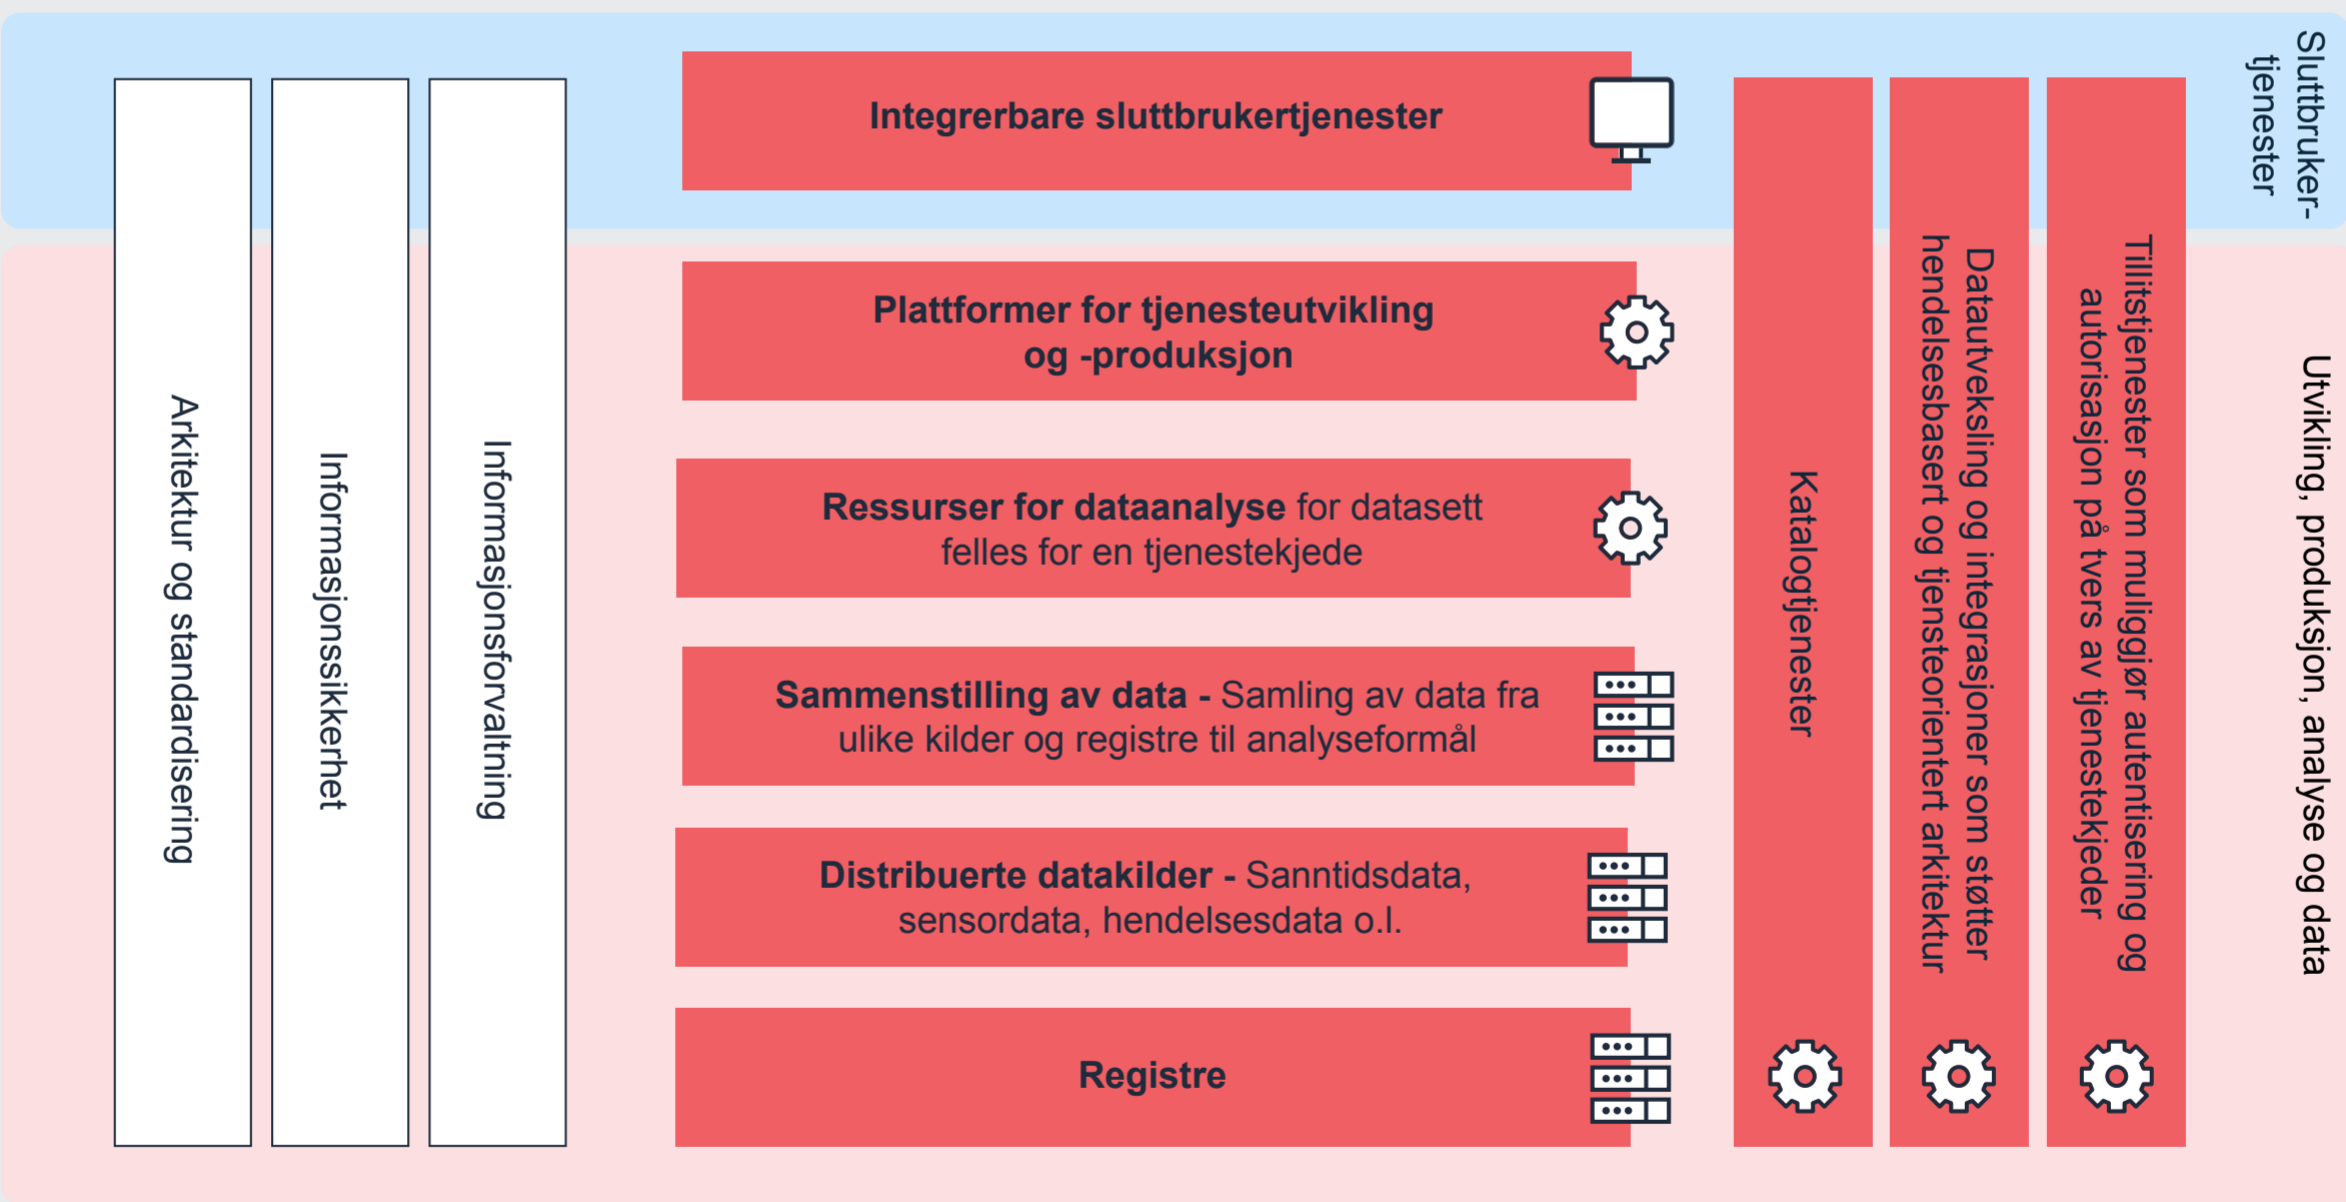 Arkitektur og standardisering
Informasjonssikkerhet
Informasjonsforvaltning
Integrerbare sluttbrukertjenester
Plattformer for tjenesteutvikling
og -produksjon
Ressurser for dataanalyse for datasett
felles for en tjenestekjede
Sammenstilling av data - Samling av data fra
ulike kilder og registre til analyseformål
Distribuerte datakilder - Sanntidsdata,
sensordata, hendelsesdata o.l.
Registre
Katalogtjenester
Datautveksling og integrasjoner som støtter
hendelsesbasert og tjensteorientert arkitektur
Tillitstjenester som muliggjør autentisering og
autorisasjon på tvers av tjenestekjeder
Sluttbruker-
tjenester
Utvikling, produksjon, analyse og data